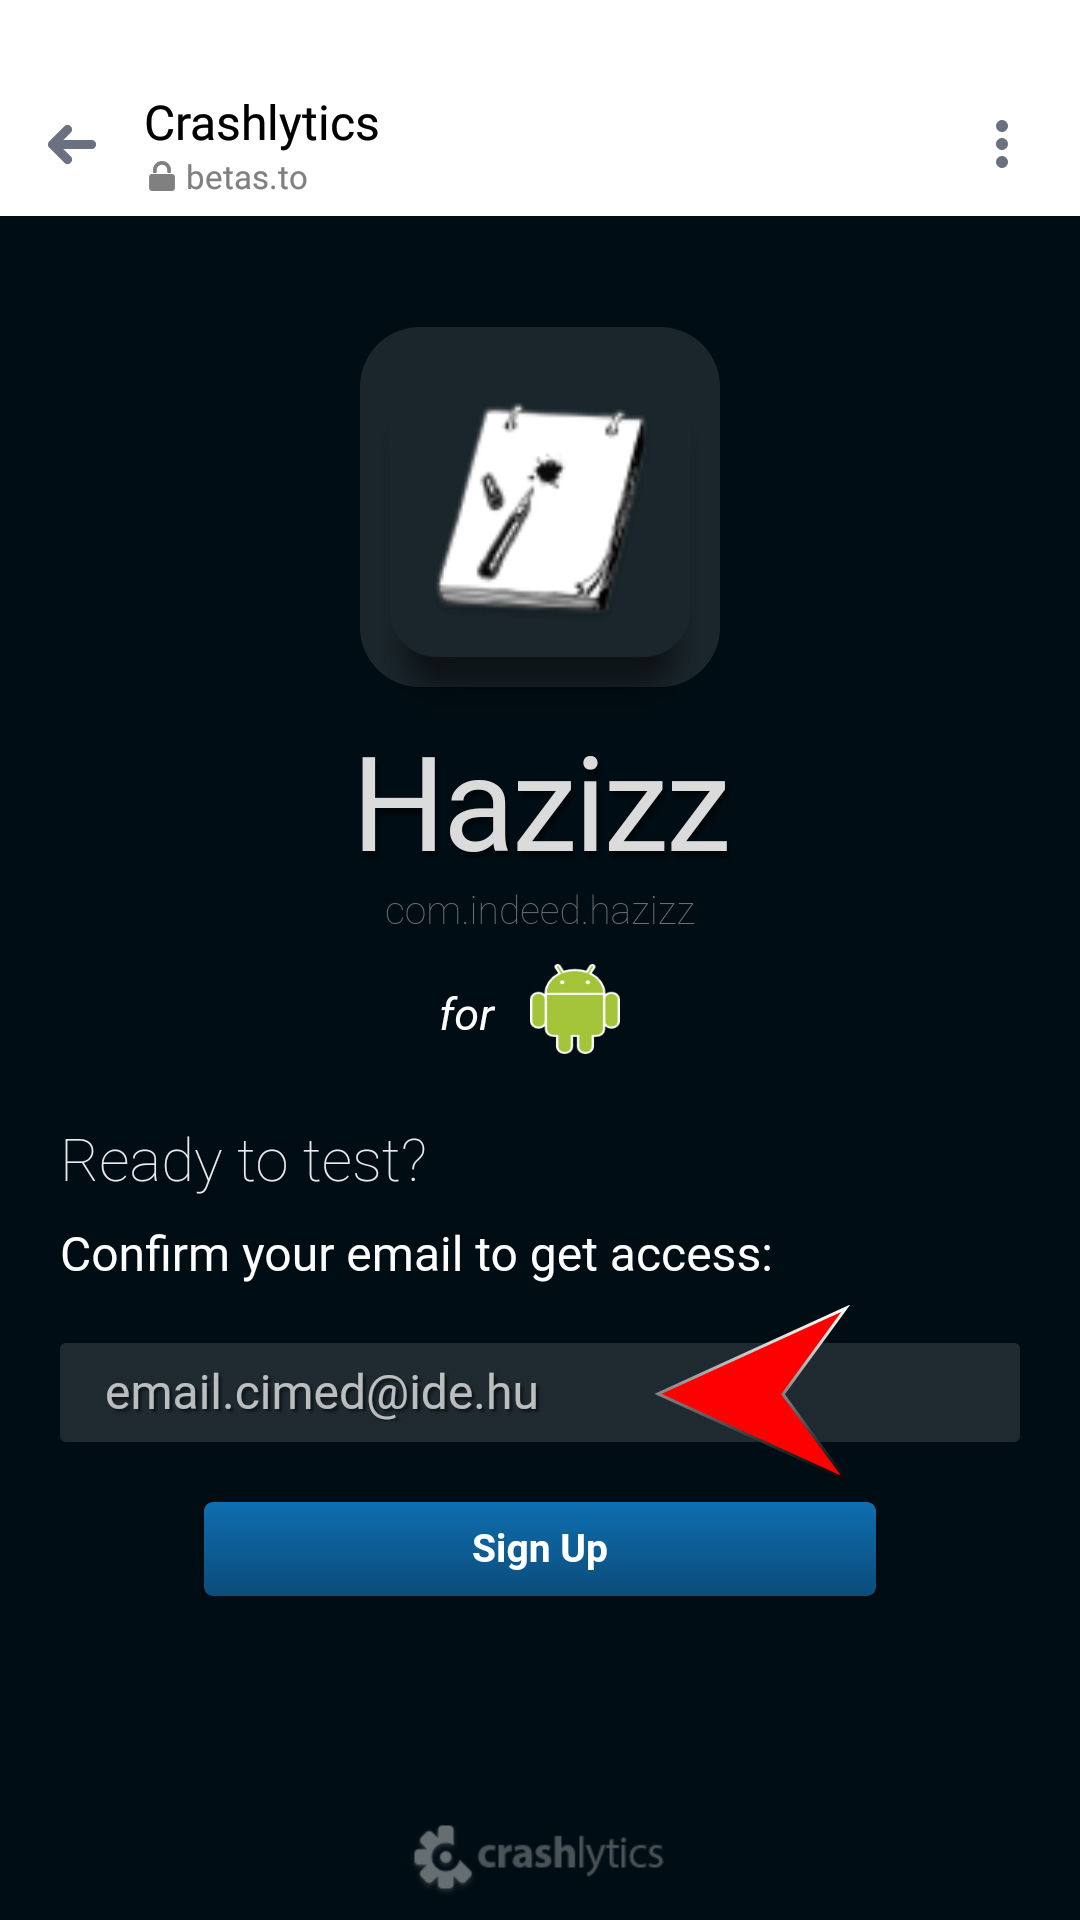 Crashlytics
betas.to
Hazizz
com.indeed.hazizz
for
Ready to test?
Confirm your email to get access:
email.cimed@ide.hu
Sign Up
crashlytics